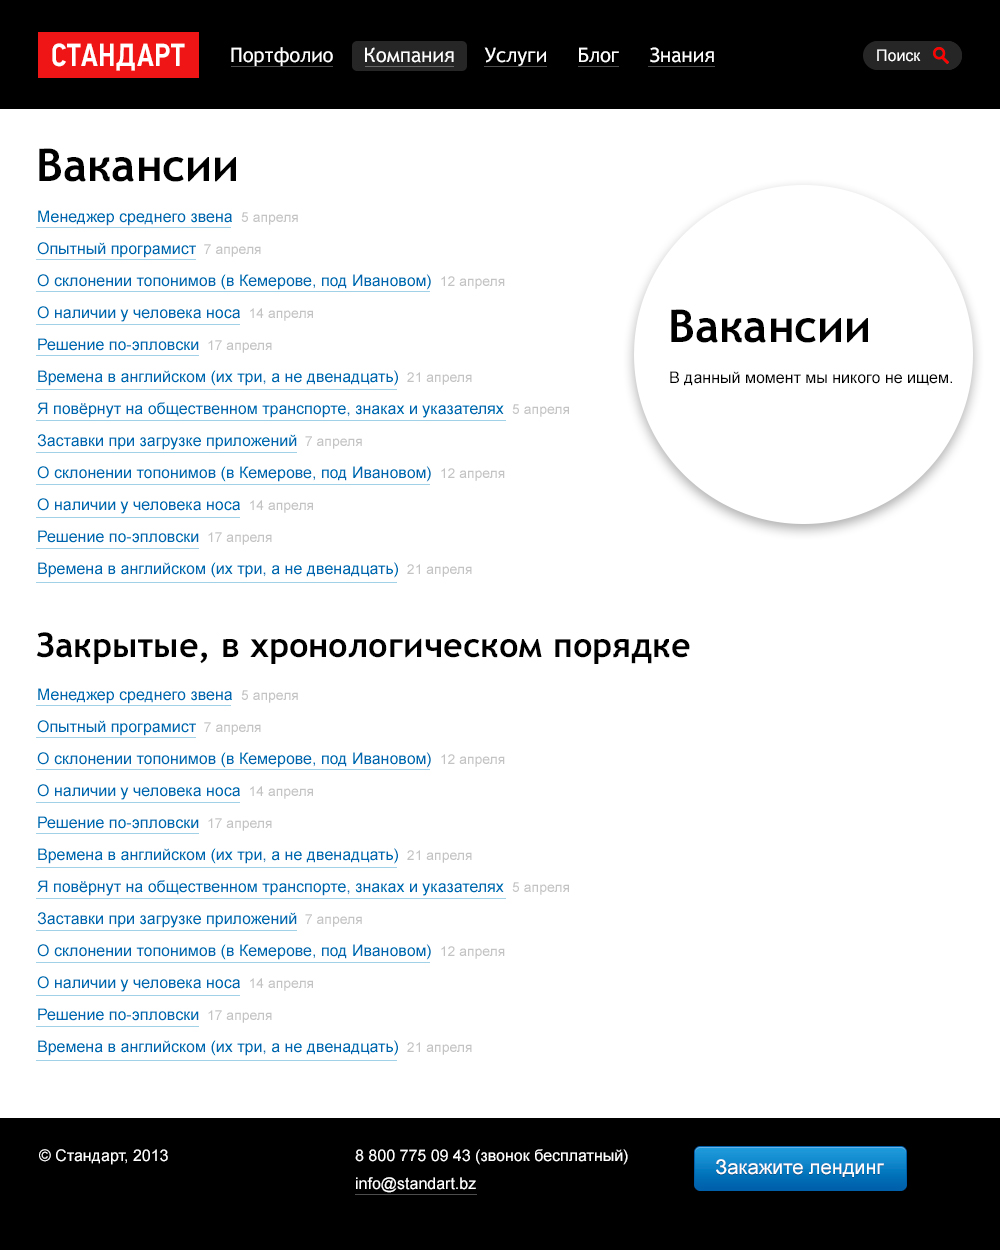 СТАНДАРТ
Портфолио Компания Услуги Блог Знания Поиск
Вакансии
Менеджер среднего звена 5 апреля
Опытный програмист 7 апреля
О склонении топонимов (в Кемерове, под Ивановом) 12 апреля
О наличии у человека носа 14 апреля
Решение по-эпловски 17 апреля
Времена в английском (их три, а не двенадцать) 21 апреля
Я повёрнут на общественном транспорте, знаках и указателях 5 апреля
Заставки при загрузке приложений 7 апреля
О склонении топонимов (в Кемерове, под Ивановом) 12 апреля
О наличии у человека носа 14 апреля
Решение по-эпловски 17 апреля
Времена в английском (их три, а не двенадцать) 21 апреля
Вакансии
В данный момент мы никого не ищем.
Закрытые, в хронологическом порядке
Менеджер среднего звена 5 апреля
Опытный програмист 7 апреля
О склонении топонимов (в Кемерове, под Ивановом) 12 апреля
О наличии у человека носа 14 апреля
Решение по-эпловски 17 апреля
Времена в английском (их три, а не двенадцать) 21 апреля
Я повёрнут на общественном транспорте, знаках и указателях 5 апреля
Заставки при загрузке приложений 7 апреля
О склонении топонимов (в Кемерове, под Ивановом) 12 апреля
О наличии у человека носа 14 апреля
Решение по-эпловски 17 апреля
Времена в английском (их три, а не двенадцать) 21 апреля
© Стандарт, 2013
8 800 775 09 43 (звонок бесплатный)
info@standart.bz
Закажите лендинг